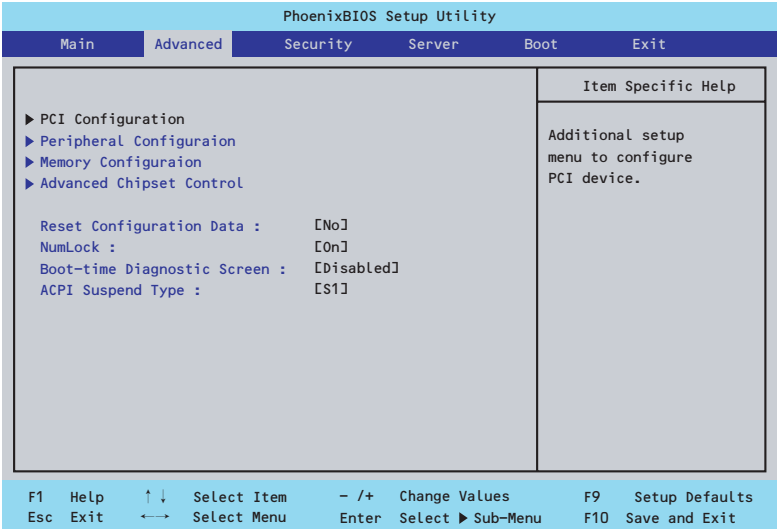 PhoenixBIOS Setup Utility
Main Advanced Security Server Boot Exit
Item Specific Help
▶ PCI Configuration
▶ Peripheral Configuraion
▶ Memory Configuraion
▶ Advanced Chipset Control
Additional setup
menu to configure
PCI device.
Reset Configuration Data : [No]
NumLock : [On]
Boot-time Diagnostic Screen : [Disabled]
ACPI Suspend Type : [S1]
F1 Help ↑↓ Select Item - /+ Change Values F9 Setup Defaults
Esc Exit ←→ Select Menu Enter Select ▶ Sub-Menu F10 Save and Exit